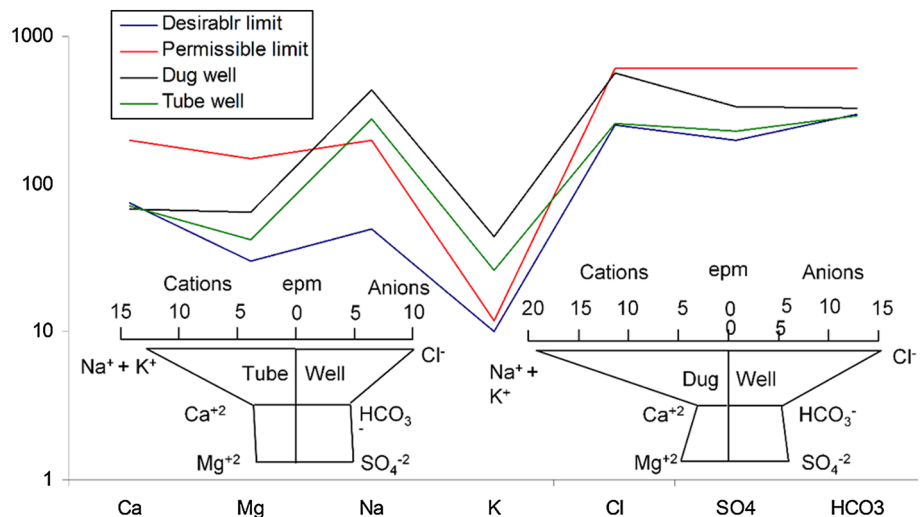 1000
Desirablr limit
Permissible limit
Dug well
Tube well
100
10
1
Cations epm Anions
14 10 5 0 5 10
Na⁺ + K⁺ Cl⁻
Tube Well
Ca⁺² HCO₃⁻
Mg⁺² SO₄⁻²
Cations epm Anions
20 15 10 5 0 0 5 10 15
Na⁺ + K⁺ Cl⁻
Dug Well
Ca⁺² HCO₃⁻
Mg⁺² SO₄⁻²
Ca Mg Na K Cl SO4 HCO3